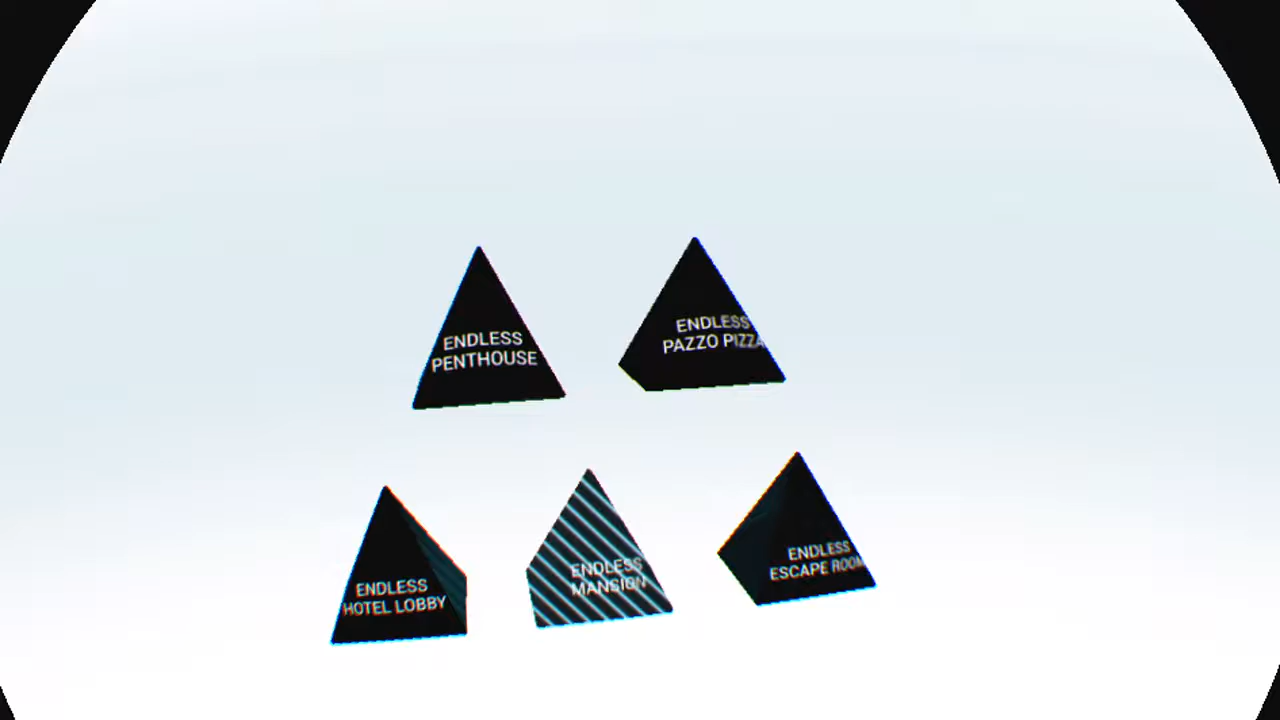 ENDLESS
PENTHOUSE
ENDLESS
PAZZO PIZZA
ENDLESS
HOTEL LOBBY
ENDLESS
MANSION
ENDLESS
ESCAPE ROOM